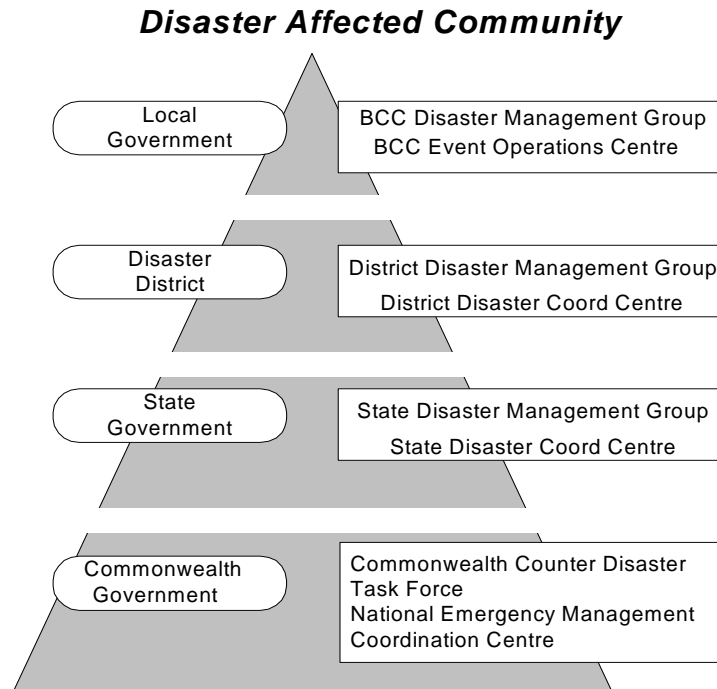 Disaster Affected Community
Local
Government
BCC Disaster Management Group
BCC Event Operations Centre
Disaster
District
District Disaster Management Group
District Disaster Coord Centre
State
Government
State Disaster Management Group
State Disaster Coord Centre
Commonwealth
Government
Commonwealth Counter Disaster
Task Force
National Emergency Management
Coordination Centre